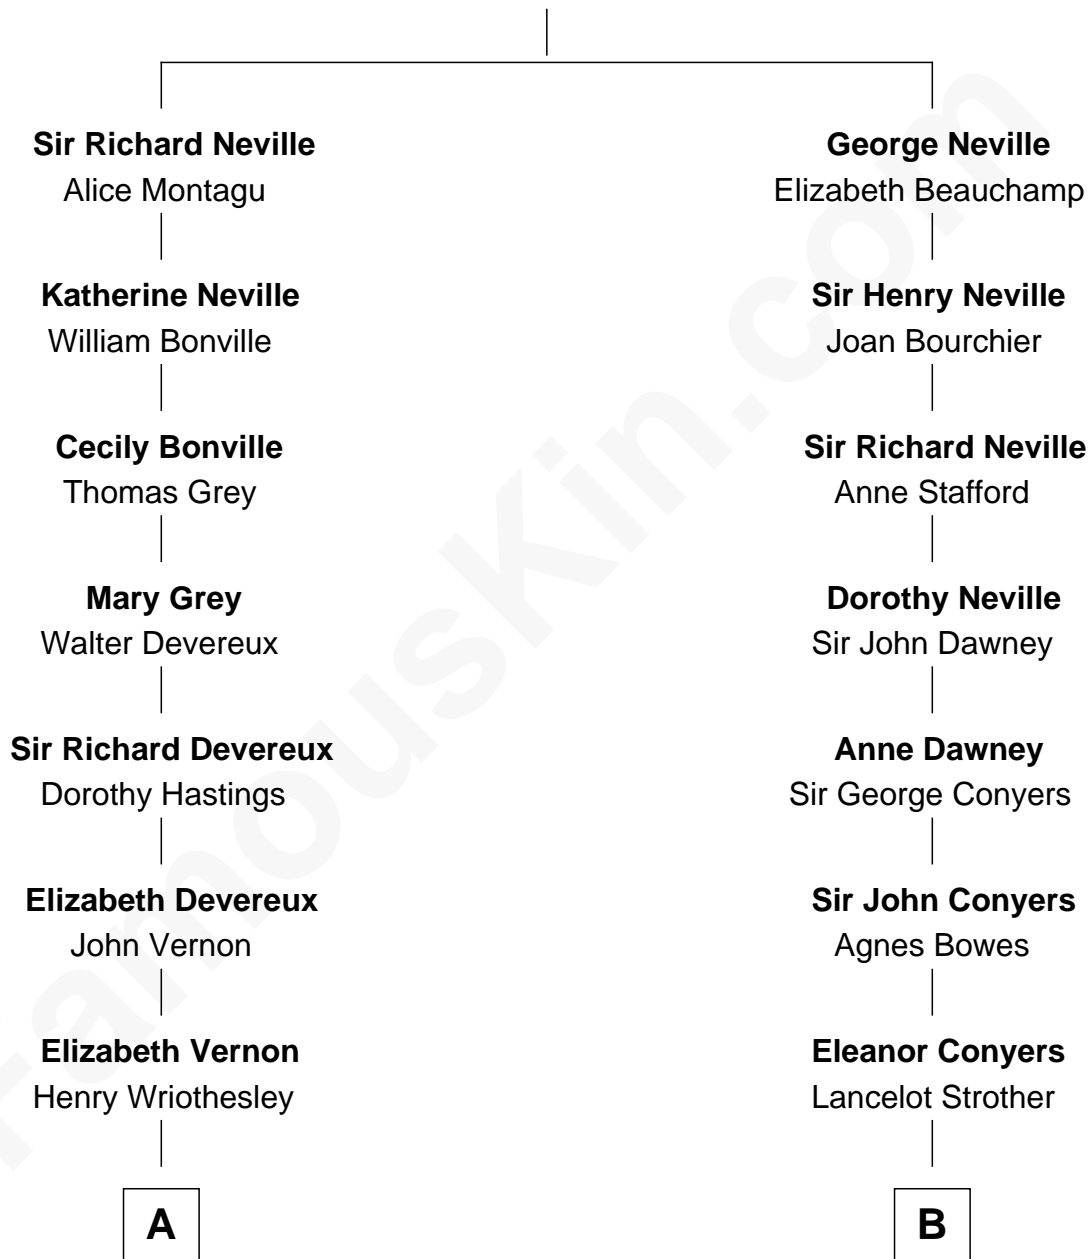 Sir Richard Neville
Alice Montagu
Katherine Neville
William Bonville
Cecily Bonville
Thomas Grey
Mary Grey
Walter Devereux
Sir Richard Devereux
Dorothy Hastings
Elizabeth Devereux
John Vernon
Elizabeth Vernon
Henry Wriothesley
A
George Neville
Elizabeth Beauchamp
Sir Henry Neville
Joan Bourchier
Sir Richard Neville
Anne Stafford
Dorothy Neville
Sir John Dawney
Anne Dawney
Sir George Conyers
Sir John Conyers
Agnes Bowes
Eleanor Conyers
Lancelot Strother
B
FamousKin.com